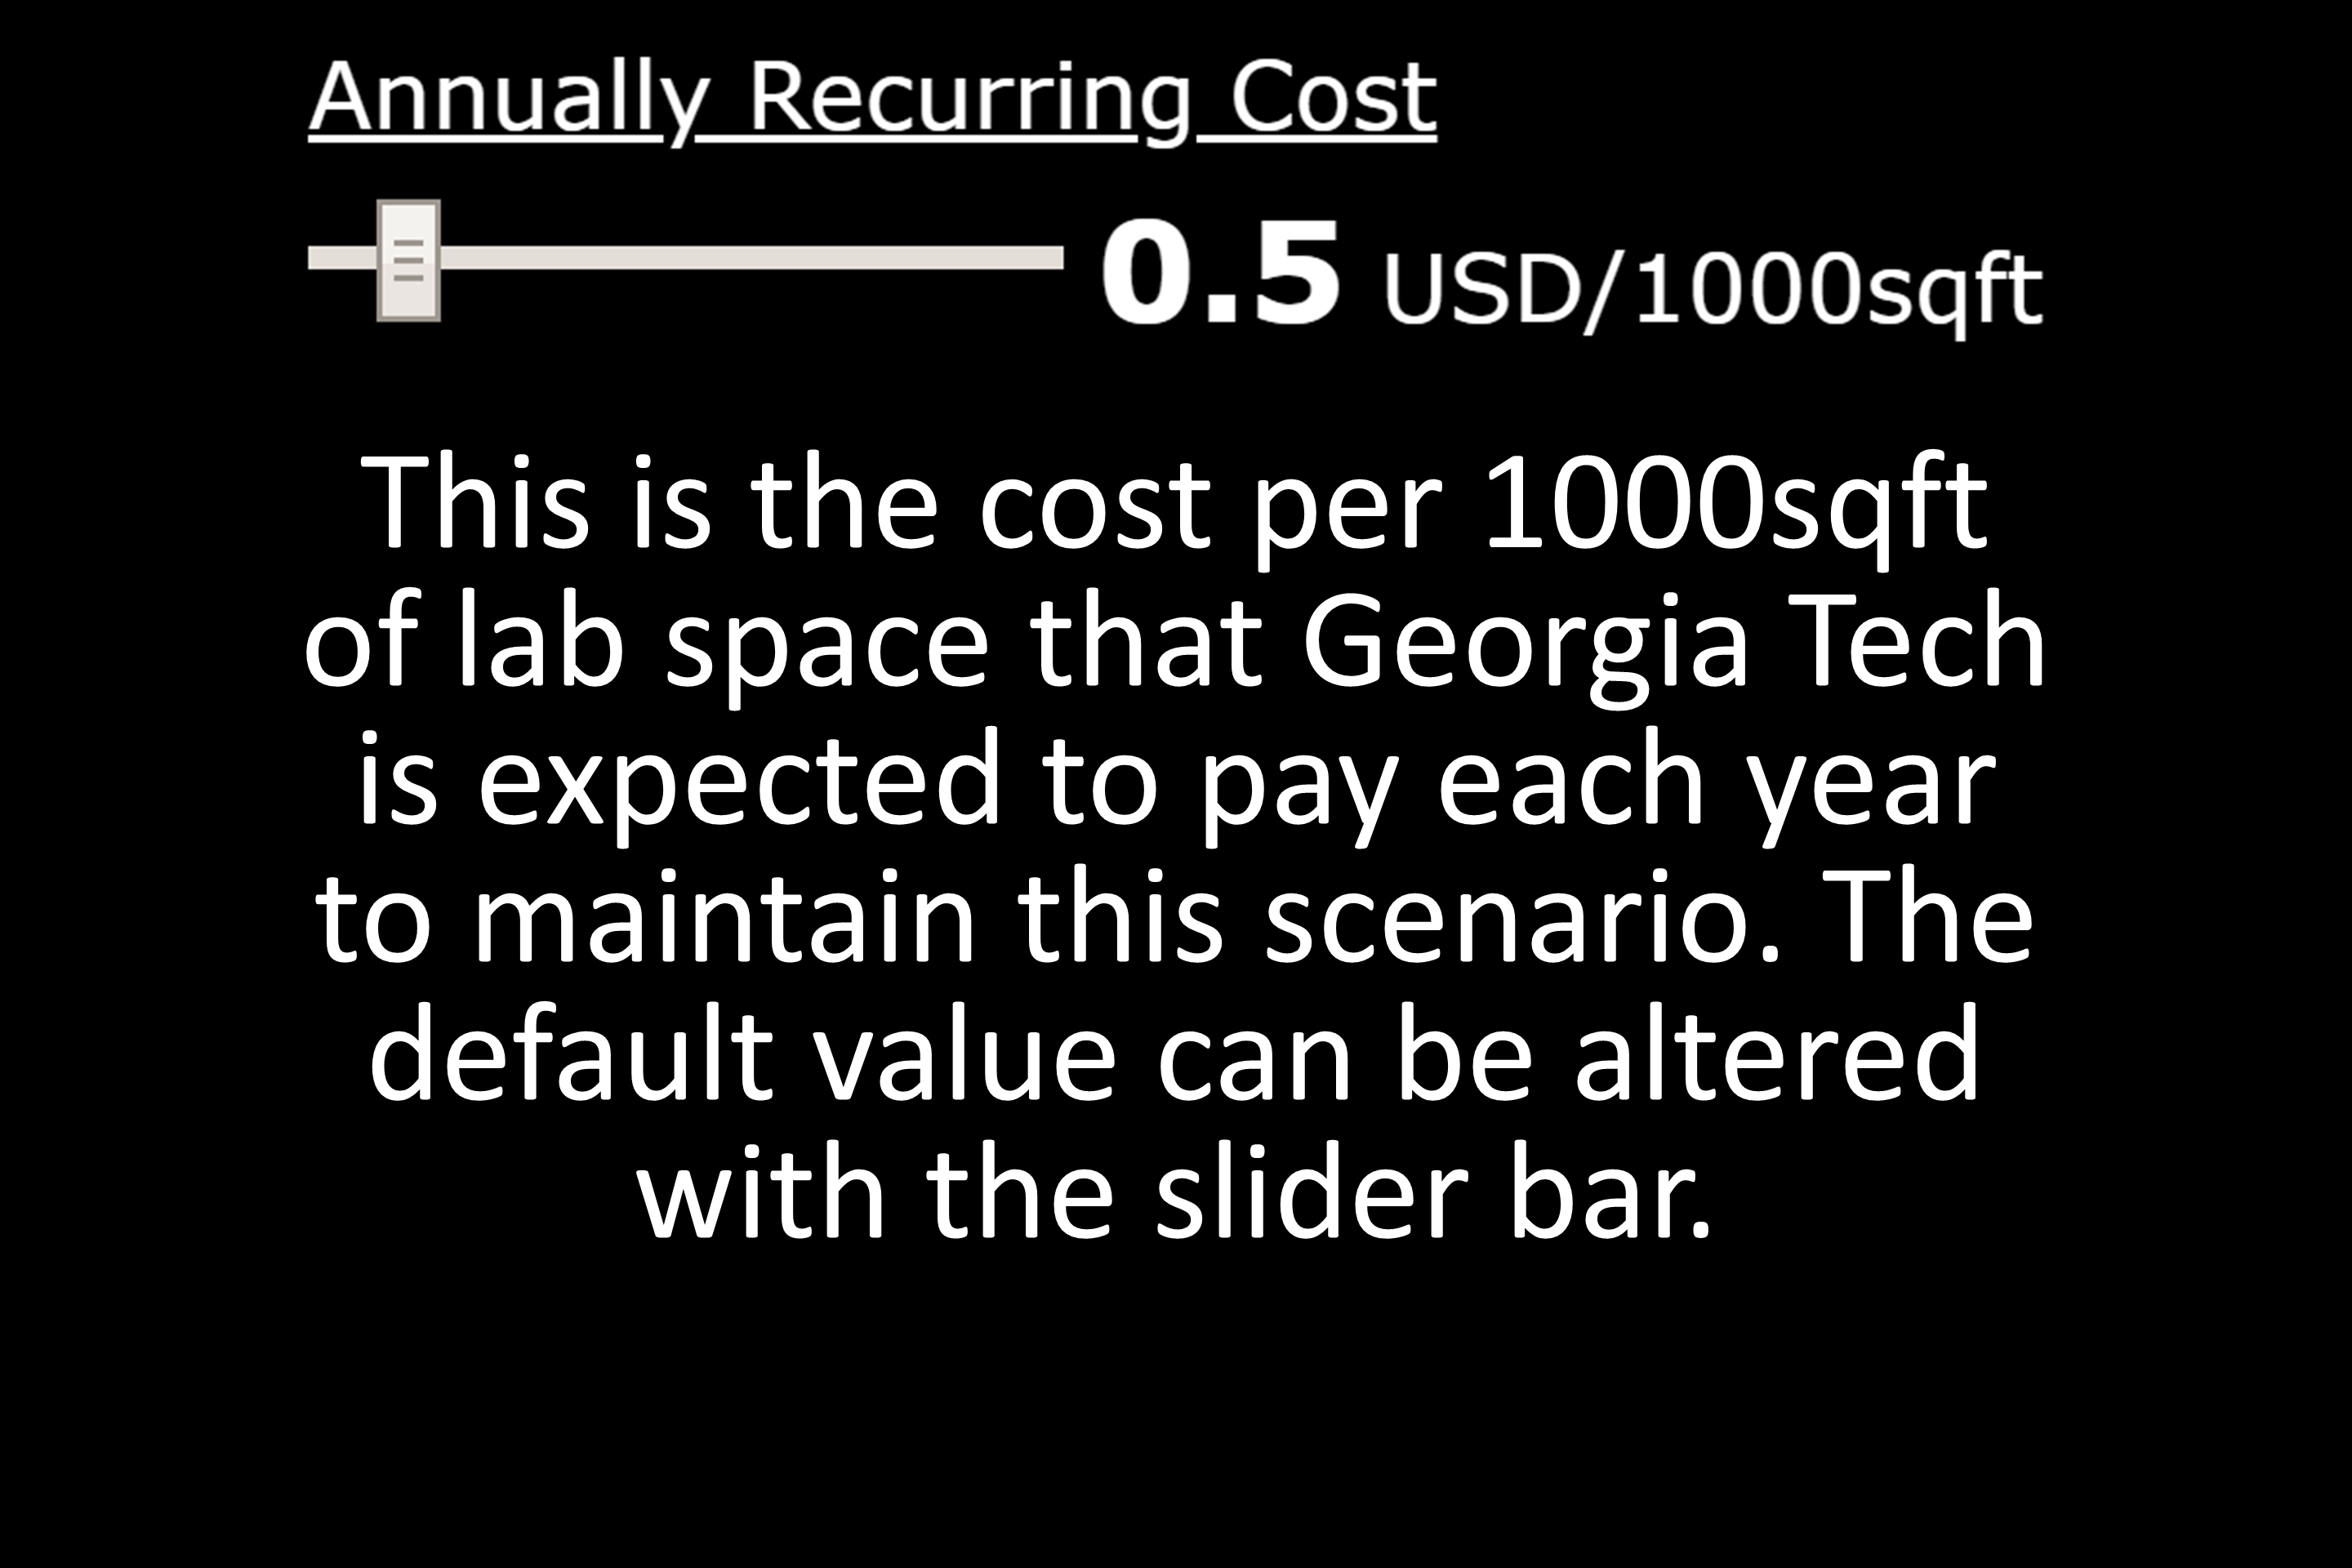 Annually Recurring Cost
0.5 USD/1000sqft
This is the cost per 1000sqft
of lab space that Georgia Tech
is expected to pay each year
to maintain this scenario. The
default value can be altered
with the slider bar.